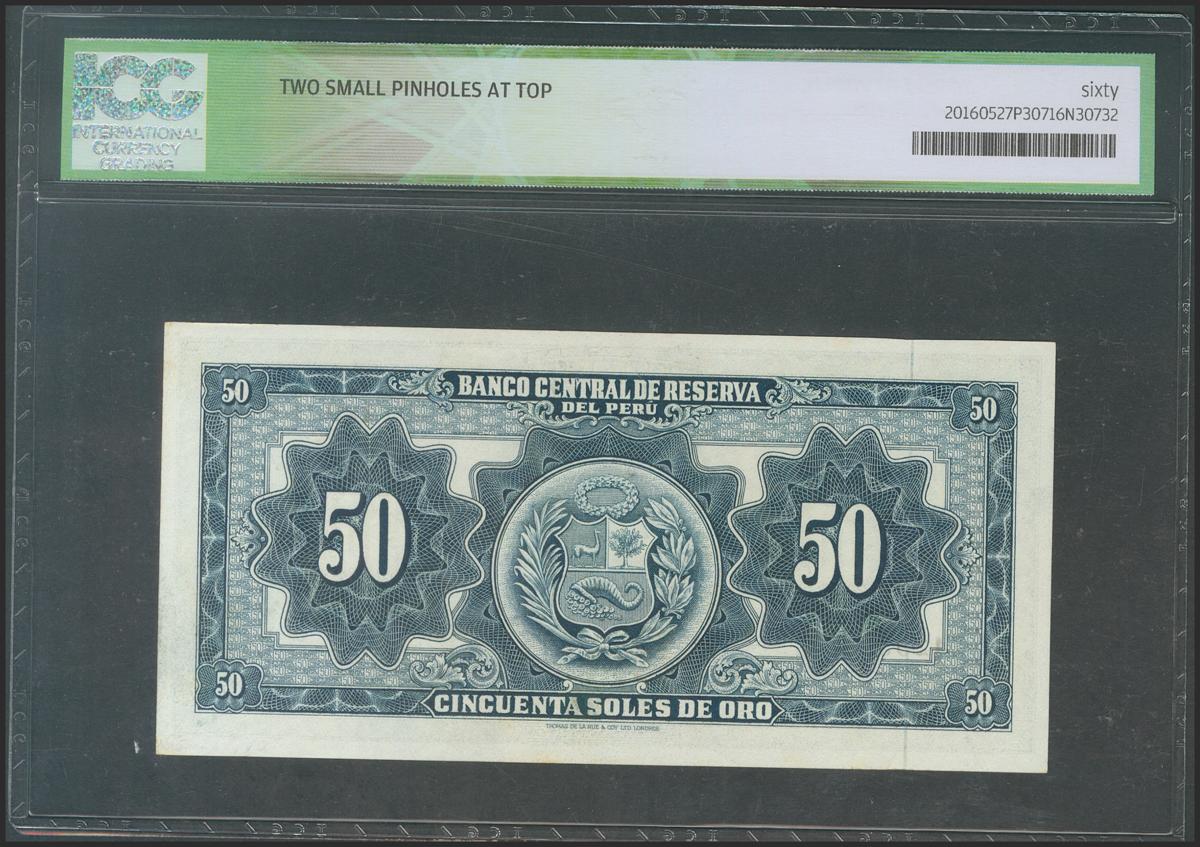 ICG
INTERNATIONAL
CURRENCY
GRADING
TWO SMALL PINHOLES AT TOP
sixty
20160527P30716N30732
50
50
BANCO CENTRAL DE RESERVA
DEL PERÚ
50
50
50
50
CINCUENTA SOLES DE ORO
THOMAS DE LA RUE & COY LTD LONDRES